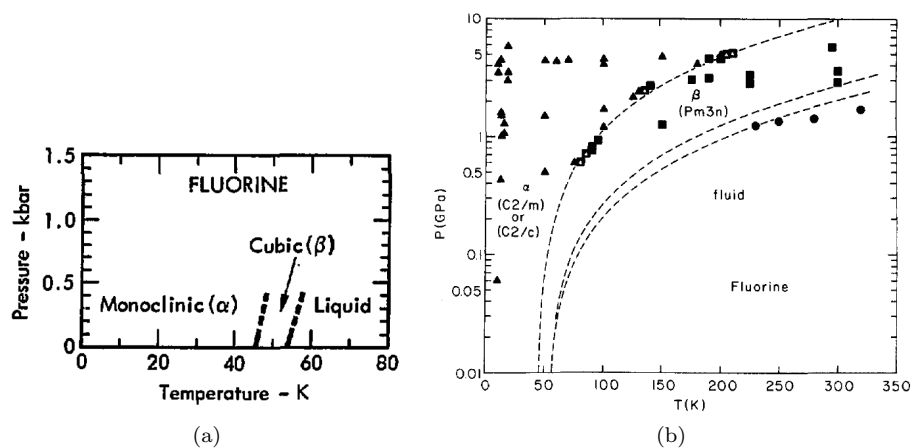 1.5
1.0
0.5
0
Pressure - kbar
FLUORINE
Cubic (β)
Monoclinic (α)
Liquid
0
20
40
60
80
Temperature - K
(a)
10
5
1
0.5
0.1
0.05
0.01
P(GPa)
β
(Pm3n)
α
(C2/m)
or
(C2/c)
fluid
Fluorine
0
50
100
150
200
250
300
350
T(K)
(b)